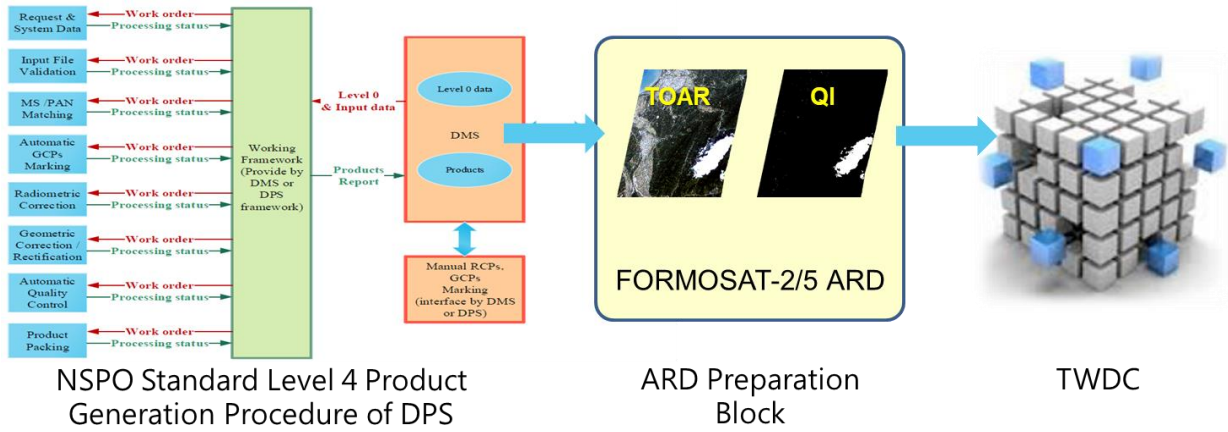 Request &
System Data
Work order
Processing status
Input File
Validation
Work order
Processing status
MS /PAN
Matching
Work order
Processing status
Automatic
GCPs
Marking
Work order
Processing status
Radiometric
Correction
Work order
Processing status
Geometric
Correction /
Rectification
Work order
Processing status
Automatic
Quality
Control
Work order
Processing status
Product
Packing
Work order
Processing status
Working
Framework
(Provide by
DMS or
DPS
framework)
Level 0
& Input data
Products
Report
Level 0 data
DMS
Products
Manual RCPs,
GCPs
Marking
(interface by DMS
or DPS)
TOAR
QI
FORMOSAT-2/5 ARD
NSPO Standard Level 4 Product
Generation Procedure of DPS
ARD Preparation
Block
TWDC